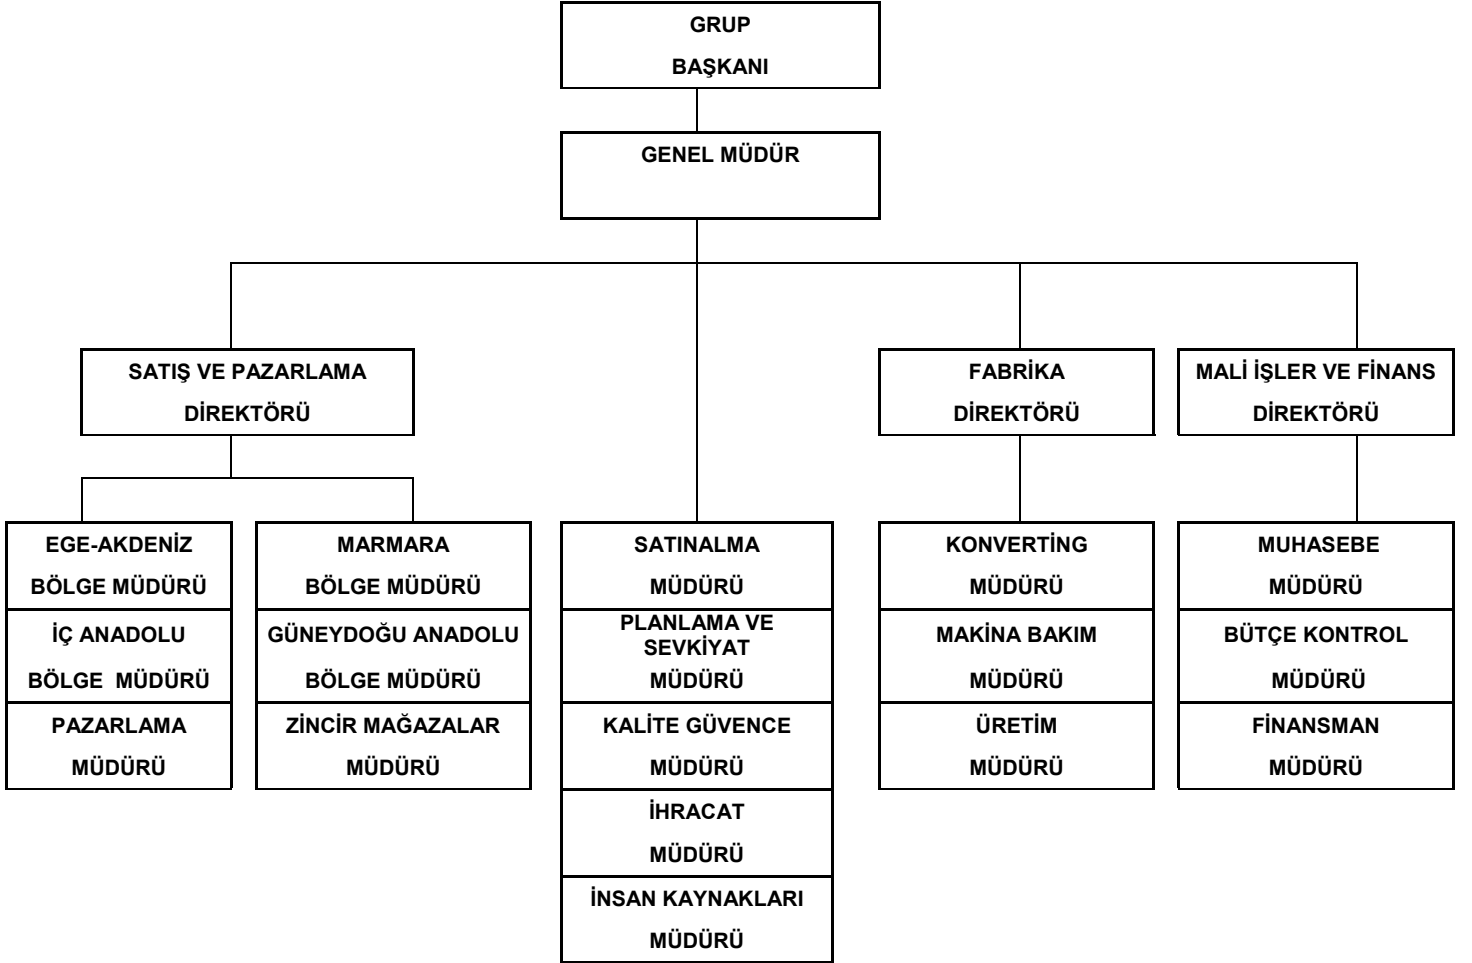 GRUP
BAŞKANI
GENEL MÜDÜR
SATIŞ VE PAZARLAMA
DİREKTÖRÜ
FABRİKA
DİREKTÖRÜ
MALİ İŞLER VE FİNANS
DİREKTÖRÜ
EGE-AKDENİZ
BÖLGE MÜDÜRÜ
İÇ ANADOLU
BÖLGE  MÜDÜRÜ
PAZARLAMA
MÜDÜRÜ
MARMARA
BÖLGE MÜDÜRÜ
GÜNEYDOĞU ANADOLU
BÖLGE MÜDÜRÜ
ZİNCİR MAĞAZALAR
MÜDÜRÜ
SATINALMA
MÜDÜRÜ
PLANLAMA VE
SEVKİYAT
MÜDÜRÜ
KALİTE GÜVENCE
MÜDÜRÜ
İHRACAT
MÜDÜRÜ
İNSAN KAYNAKLARI
MÜDÜRÜ
KONVERTİNG
MÜDÜRÜ
MAKİNA BAKIM
MÜDÜRÜ
ÜRETİM
MÜDÜRÜ
MUHASEBE
MÜDÜRÜ
BÜTÇE KONTROL
MÜDÜRÜ
FİNANSMAN
MÜDÜRÜ